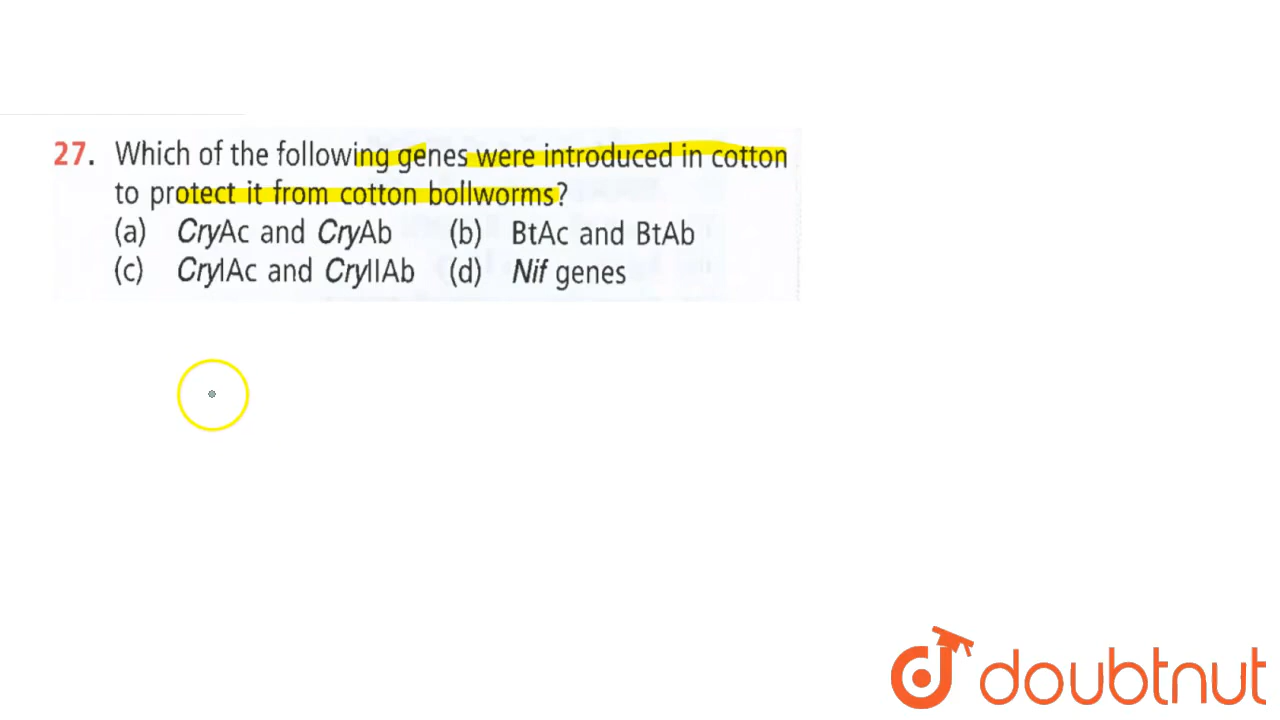 27. Which of the following genes were introduced in cotton
to protect it from cotton bollworms?
(a) CryAc and CryAb (b) BtAc and BtAb
(c) CryIAc and CryIIAb (d) Nif genes
doubtnut